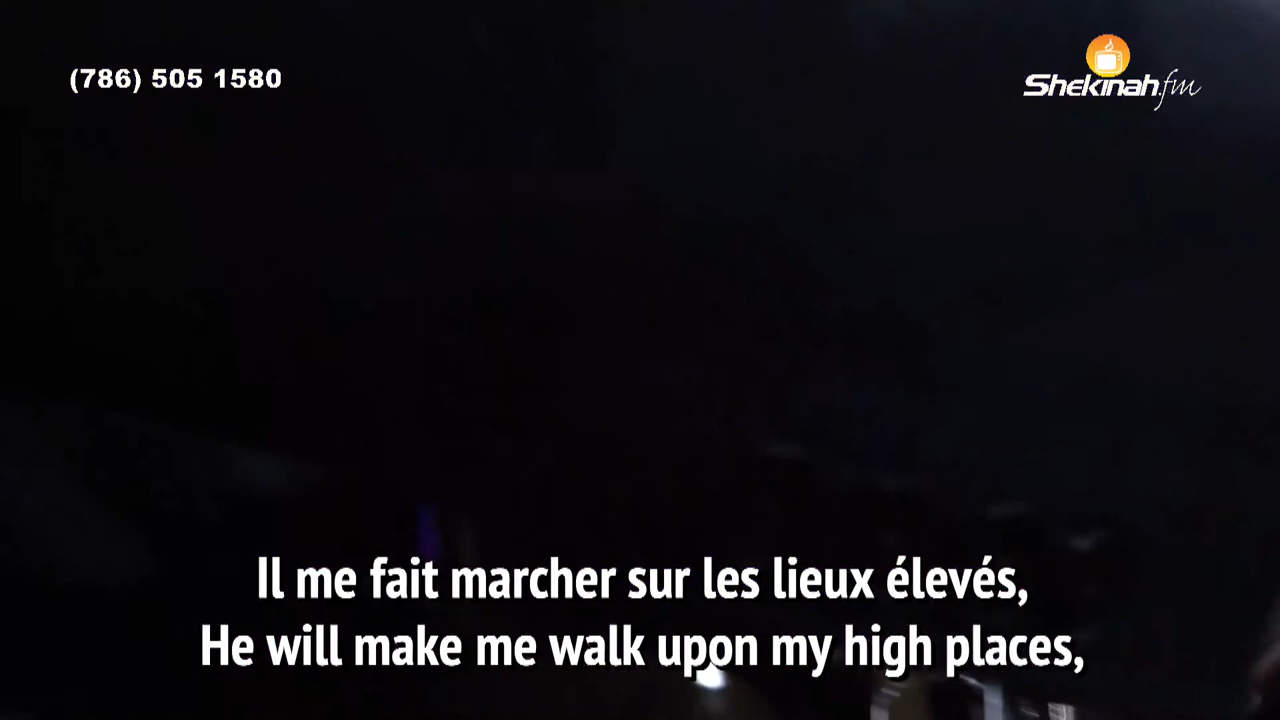 (786) 505 1580
Shekinah.fm
Il me fait marcher sur les lieux élevés,
He will make me walk upon my high places,